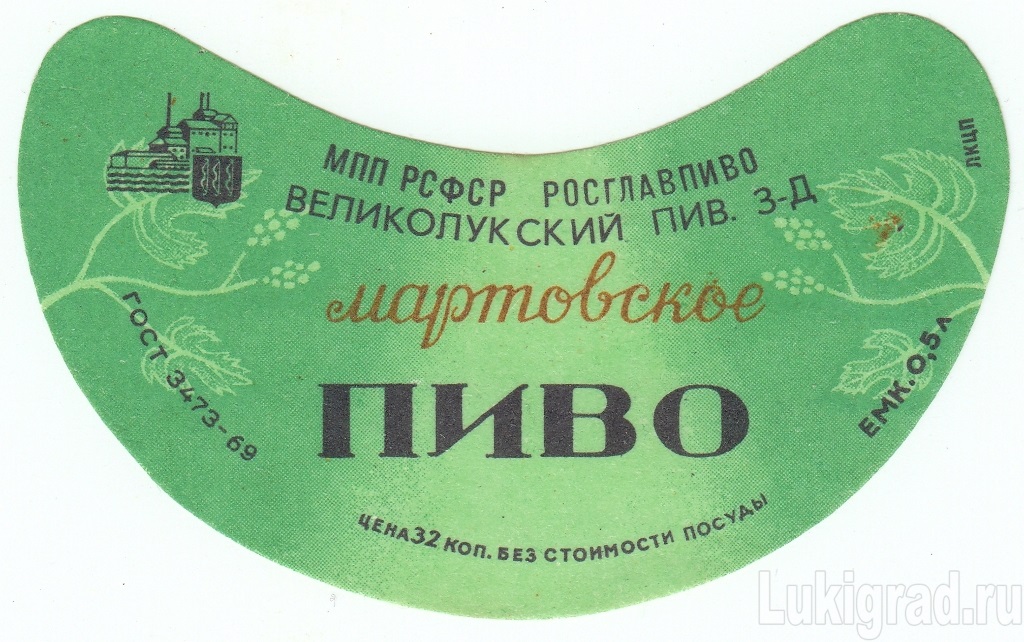 МПП РСФСР РОСГЛАВПИВО
ВЕЛИКОЛУКСКИЙ ПИВ. З-Д
мартовское
ПИВО
ГОСТ 3473-69
ЕМК. 0,5л
ЛКЦП
ЦЕНА 32 КОП. БЕЗ СТОИМОСТИ ПОСУДЫ
Lukigrad.ru